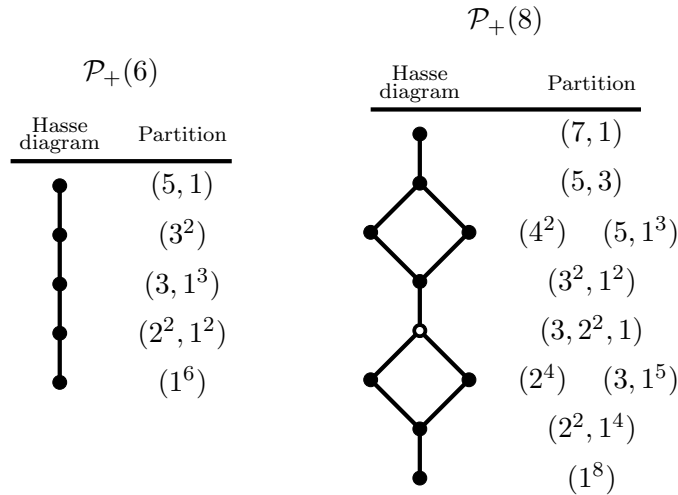 𝒫₊(6)
Hasse
diagram
Partition
(5, 1)
(3²)
(3, 1³)
(2², 1²)
(1⁶)
𝒫₊(8)
Hasse
diagram
Partition
(7, 1)
(5, 3)
(4²) (5, 1³)
(3², 1²)
(3, 2², 1)
(2⁴) (3, 1⁵)
(2², 1⁴)
(1⁸)